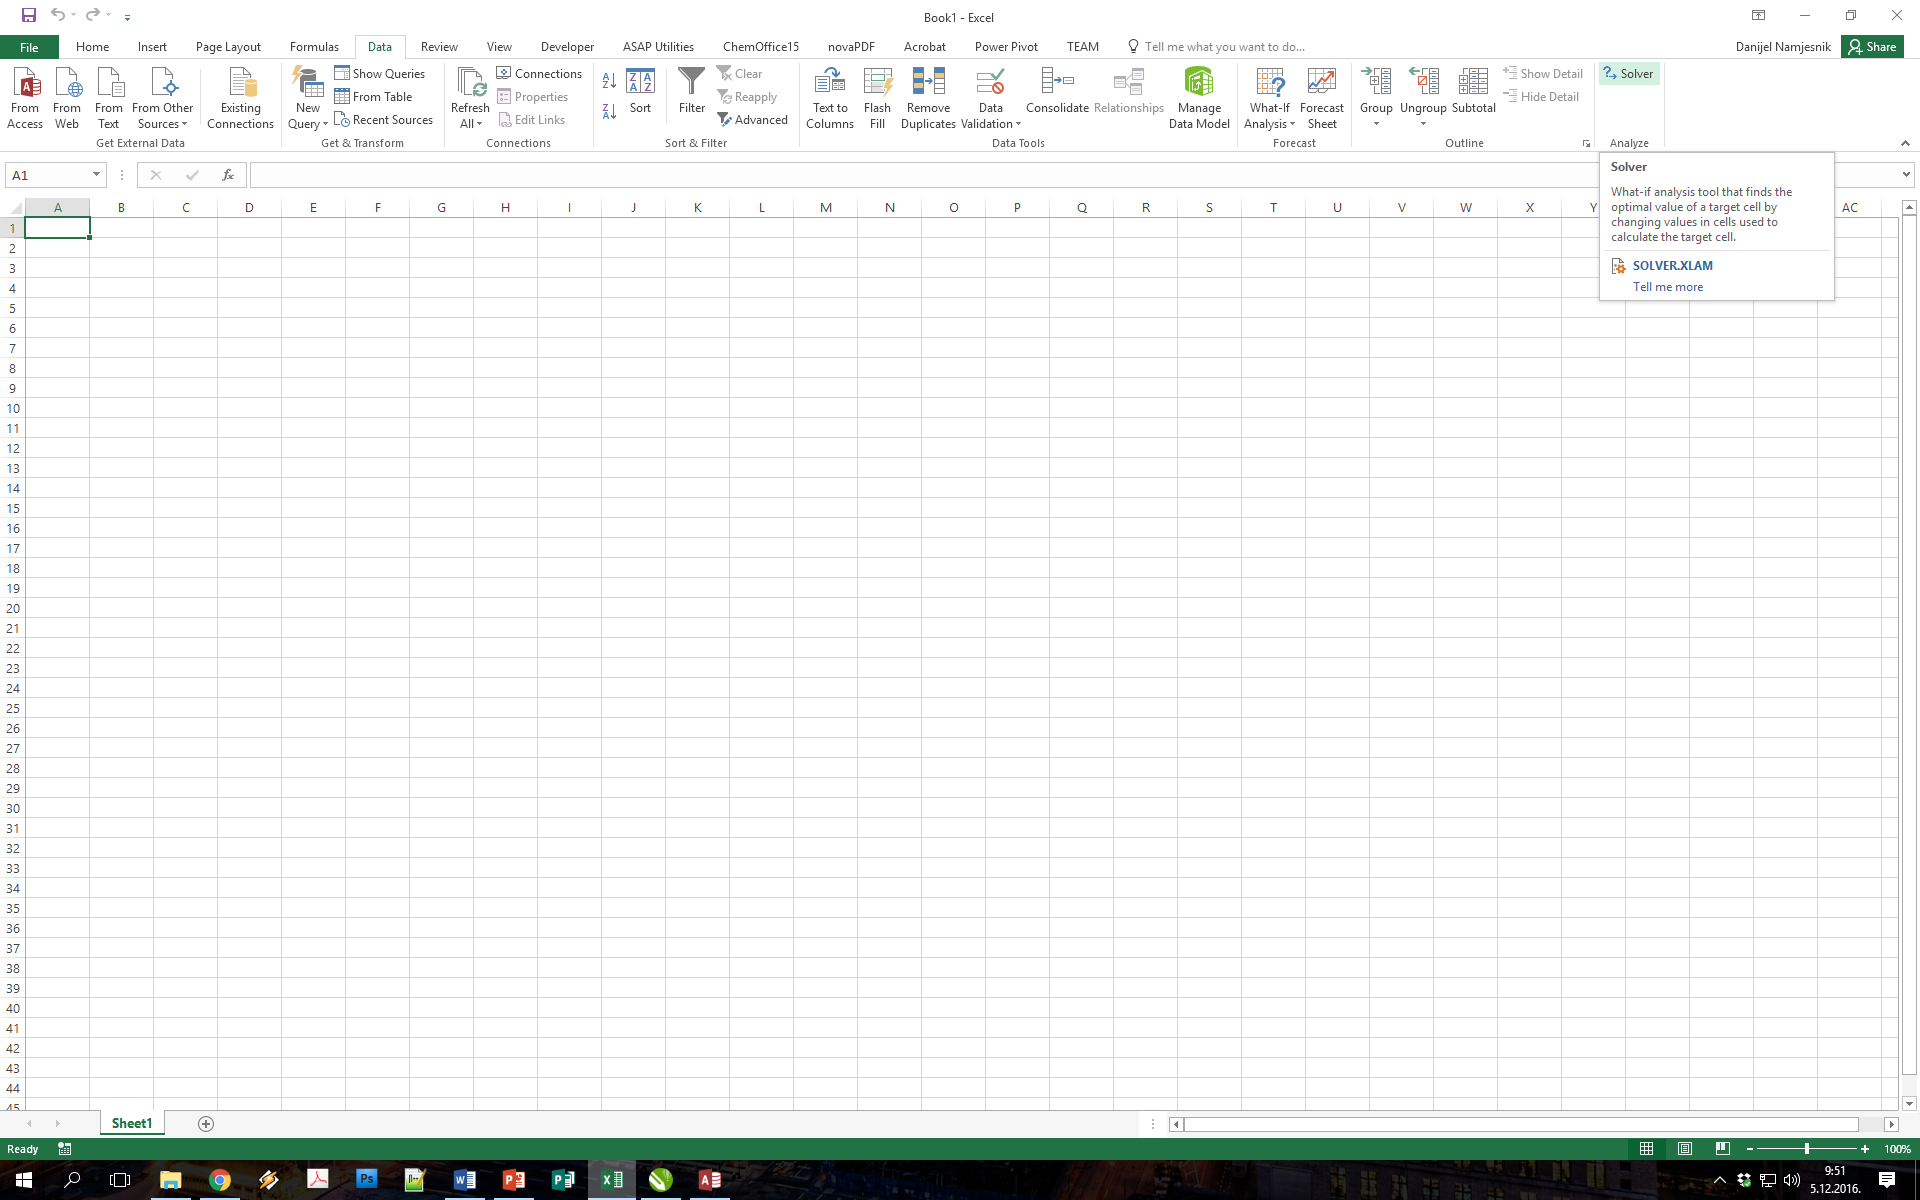 Book1 - Excel
File Home Insert Page Layout Formulas Data Review View Developer ASAP Utilities ChemOffice15 novaPDF Acrobat Power Pivot TEAM Tell me what you want to do... Danijel Namjesnik Share
From Access
From Web
From Text
From Other Sources
Existing Connections
Get External Data
New Query
Show Queries
From Table
Recent Sources
Get & Transform
Refresh All
Connections
Properties
Edit Links
Connections
Sort
Filter
Clear
Reapply
Advanced
Sort & Filter
Text to Columns
Flash Fill
Remove Duplicates
Data Validation
Consolidate
Relationships
Manage Data Model
Data Tools
What-If Analysis
Forecast Sheet
Forecast
Group
Ungroup
Subtotal
Show Detail
Hide Detail
Outline
Solver
Analyze
A1
fx
Solver
What-if analysis tool that finds the
optimal value of a target cell by
changing values in cells used to
calculate the target cell.
SOLVER.XLAM
Tell me more
A B C D E F G H I J K L M N O P Q R S T U V W X Y AC
1
2
3
4
5
6
7
8
9
10
11
12
13
14
15
16
17
18
19
20
21
22
23
24
25
26
27
28
29
30
31
32
33
34
35
36
37
38
39
40
41
42
43
44
45
Sheet1
Ready
100%
9:51
5.12.2016.